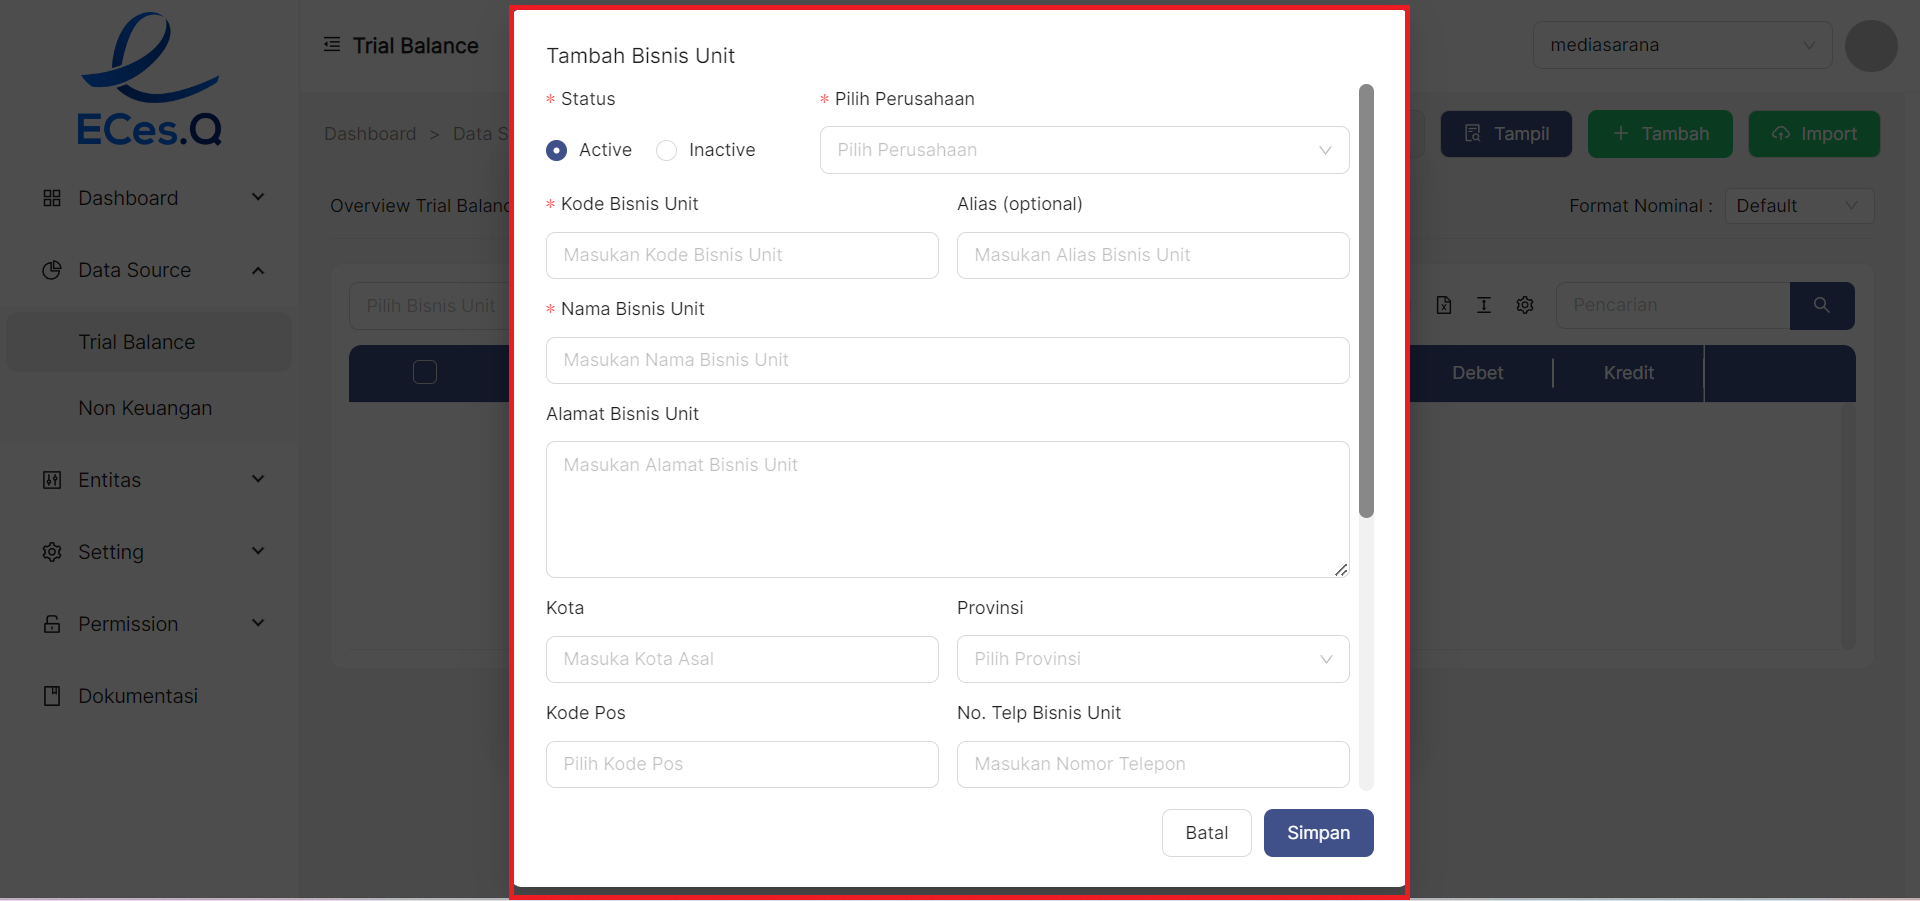 ECes.Q
Dashboard
Data Source
Trial Balance
Non Keuangan
Entitas
Setting
Permission
Dokumentasi
Trial Balance
mediasarana
Dashboard > Data S
Tampil
+ Tambah
Import
Overview Trial Balanc
Format Nominal :
Default
Pilih Bisnis Unit
Pencarian
Debet
Kredit
Tambah Bisnis Unit
* Status
* Pilih Perusahaan
Active
Inactive
Pilih Perusahaan
* Kode Bisnis Unit
Alias (optional)
Masukan Kode Bisnis Unit
Masukan Alias Bisnis Unit
* Nama Bisnis Unit
Masukan Nama Bisnis Unit
Alamat Bisnis Unit
Masukan Alamat Bisnis Unit
Kota
Provinsi
Masuka Kota Asal
Pilih Provinsi
Kode Pos
No. Telp Bisnis Unit
Pilih Kode Pos
Masukan Nomor Telepon
Batal
Simpan